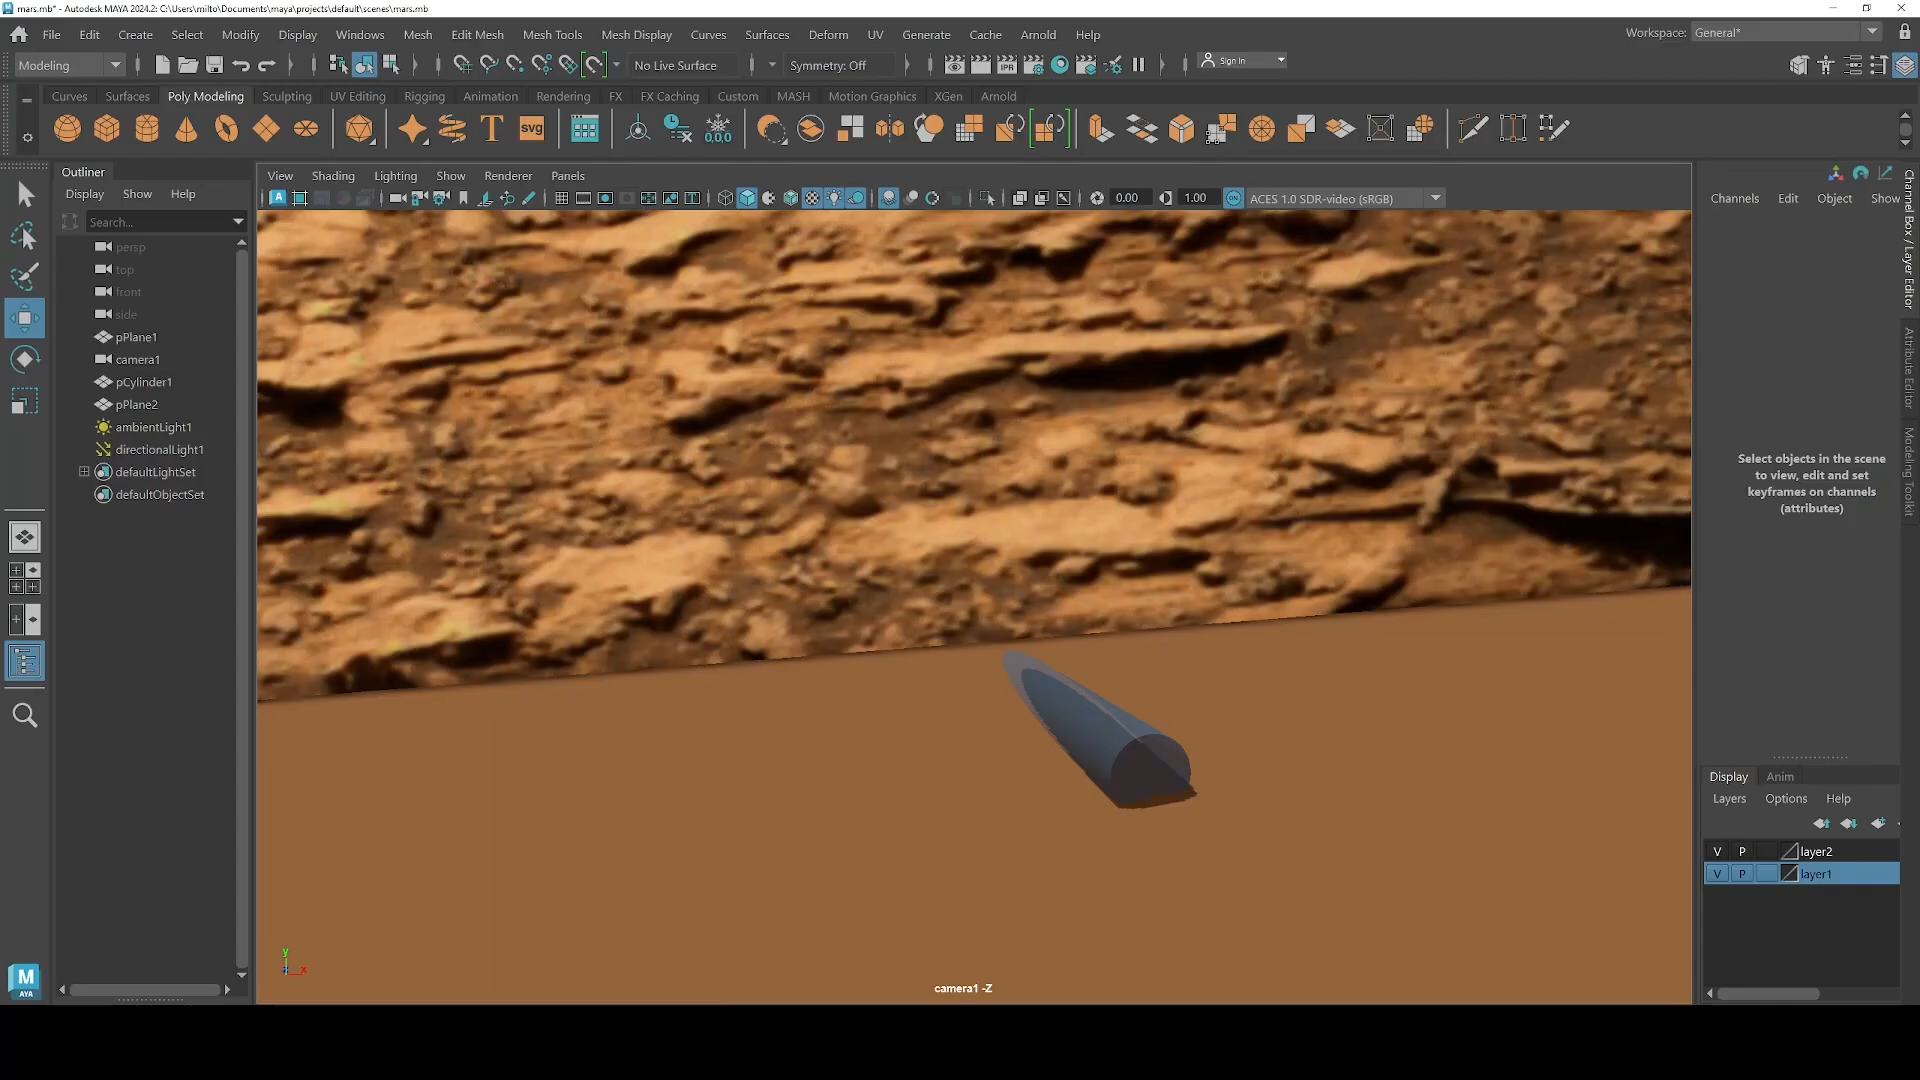 mars.mb* - Autodesk MAYA 2024.2: C:\Users\milto\Documents\maya\projects\default\scenes\mars.mb
File Edit Create Select Modify Display Windows Mesh Edit Mesh Mesh Tools Mesh Display Curves Surfaces Deform UV Generate Cache Arnold Help
Workspace: General*
Modeling
No Live Surface
Symmetry: Off
IPR
Sign In
Curves Surfaces Poly Modeling Sculpting UV Editing Rigging Animation Rendering FX FX Caching Custom MASH Motion Graphics XGen Arnold
T
svg
0,0,0
Outliner
Display Show Help
Search...
persp
top
front
side
pPlane1
camera1
pCylinder1
pPlane2
ambientLight1
directionalLight1
defaultLightSet
defaultObjectSet
View Shading Lighting Show Renderer Panels
0.00
1.00
ON
ACES 1.0 SDR-video (sRGB)
y
z
x
camera1 -Z
Channels Edit Object Show
Channel Box / Layer Editor
Attribute Editor
Modeling Toolkit
Select objects in the scene
to view, edit and set
keyframes on channels
(attributes)
Display Anim
Layers Options Help
V P layer2
V P layer1
M
AYA